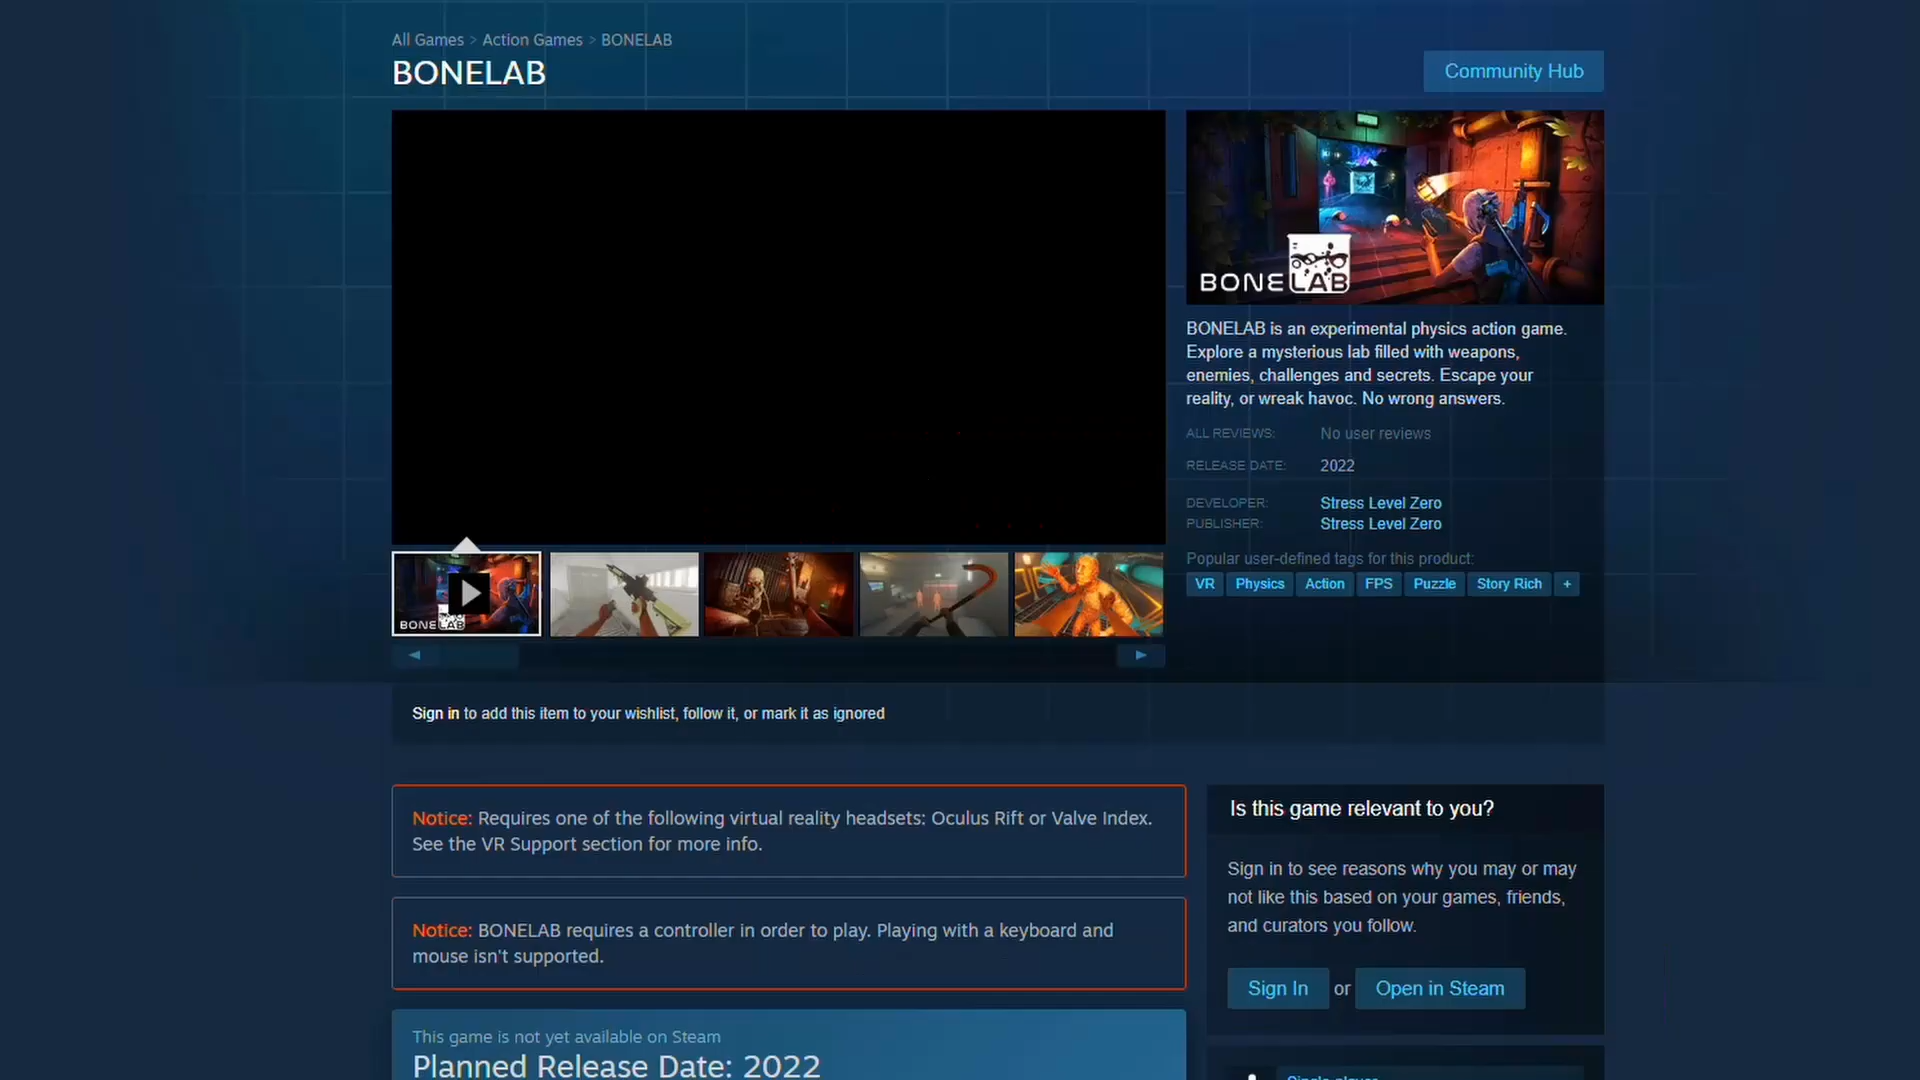 All Games > Action Games > BONELAB
BONELAB
Community Hub
BONELAB
BONELAB is an experimental physics action game.
Explore a mysterious lab filled with weapons,
enemies, challenges and secrets. Escape your
reality, or wreak havoc. No wrong answers.
ALL REVIEWS: No user reviews
RELEASE DATE: 2022
DEVELOPER: Stress Level Zero
PUBLISHER: Stress Level Zero
Popular user-defined tags for this product:
VR Physics Action FPS Puzzle Story Rich +
BONELAB
Sign in to add this item to your wishlist, follow it, or mark it as ignored
Notice: Requires one of the following virtual reality headsets: Oculus Rift or Valve Index.
See the VR Support section for more info.
Notice: BONELAB requires a controller in order to play. Playing with a keyboard and
mouse isn't supported.
This game is not yet available on Steam
Planned Release Date: 2022
Is this game relevant to you?
Sign in to see reasons why you may or may
not like this based on your games, friends,
and curators you follow.
Sign In or Open in Steam